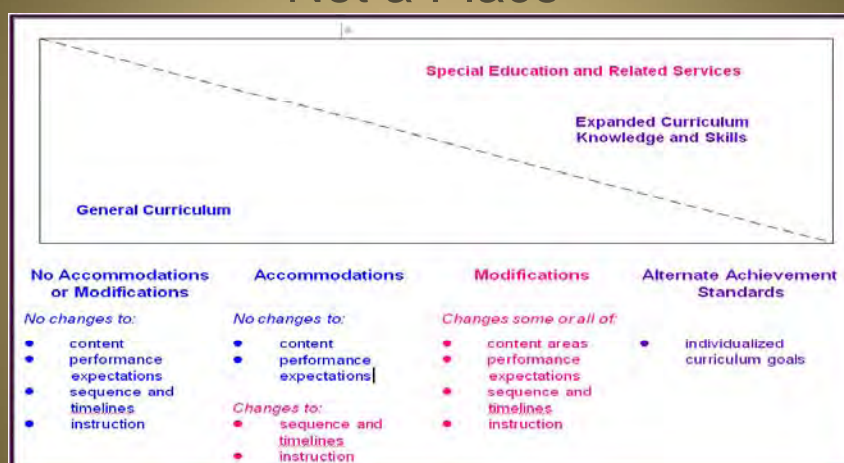 Not a Place
Special Education and Related Services
Expanded Curriculum
Knowledge and Skills
General Curriculum
No Accommodations
or Modifications
No changes to:
• content
• performance
expectations
• sequence and
timelines
• instruction
Accommodations
No changes to:
• content
• performance
expectations
Changes to:
• sequence and
timelines
• instruction
Modifications
Changes some or all of:
• content areas
• performance
expectations
• sequence and
timelines
• instruction
Alternate Achievement
Standards
• individualized
curriculum goals